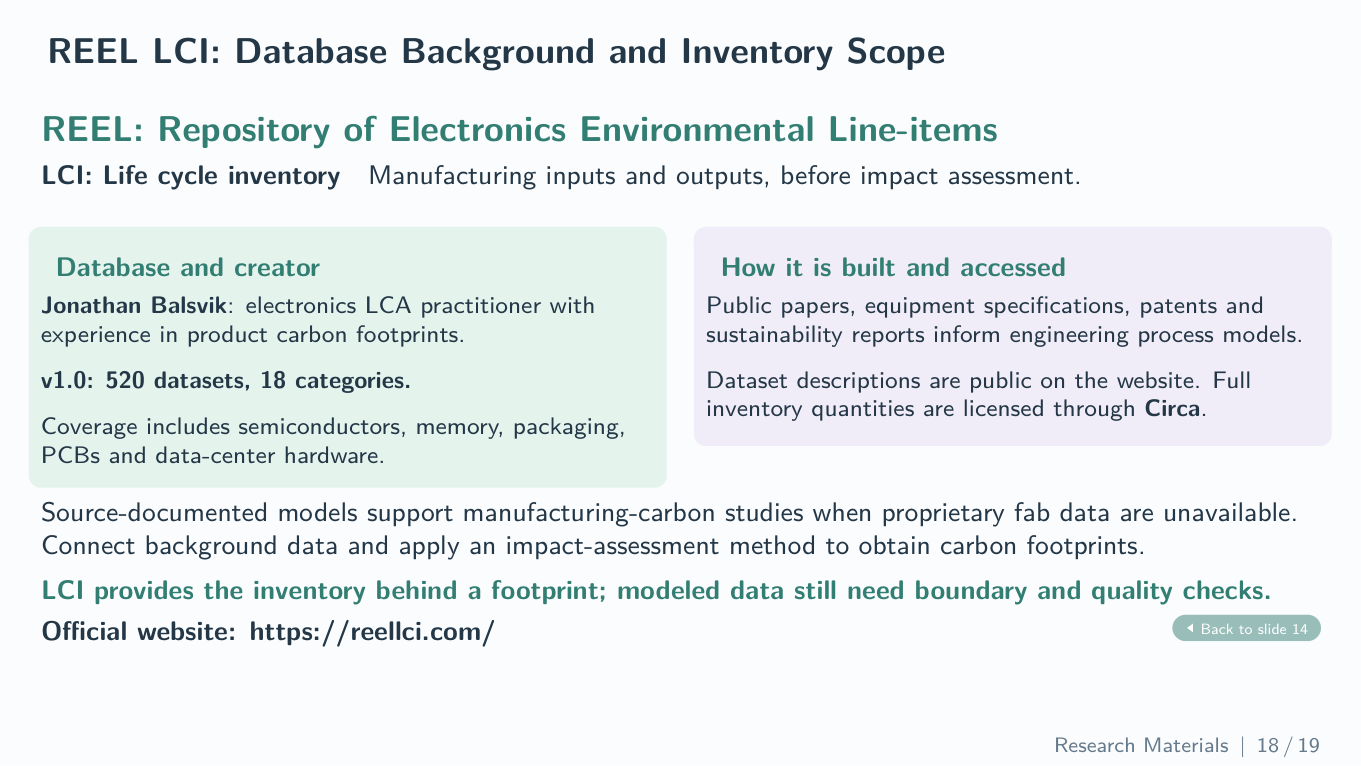 REEL LCI: Database Background and Inventory Scope
REEL: Repository of Electronics Environmental Line-items
LCI: Life cycle inventory Manufacturing inputs and outputs, before impact assessment.
Database and creator
Jonathan Balsvik: electronics LCA practitioner with
experience in product carbon footprints.
v1.0: 520 datasets, 18 categories.
Coverage includes semiconductors, memory, packaging,
PCBs and data-center hardware.
How it is built and accessed
Public papers, equipment specifications, patents and
sustainability reports inform engineering process models.
Dataset descriptions are public on the website. Full
inventory quantities are licensed through Circa.
Source-documented models support manufacturing-carbon studies when proprietary fab data are unavailable.
Connect background data and apply an impact-assessment method to obtain carbon footprints.
LCI provides the inventory behind a footprint; modeled data still need boundary and quality checks.
Official website: https://reellci.com/
Back to slide 14
Research Materials | 18 / 19